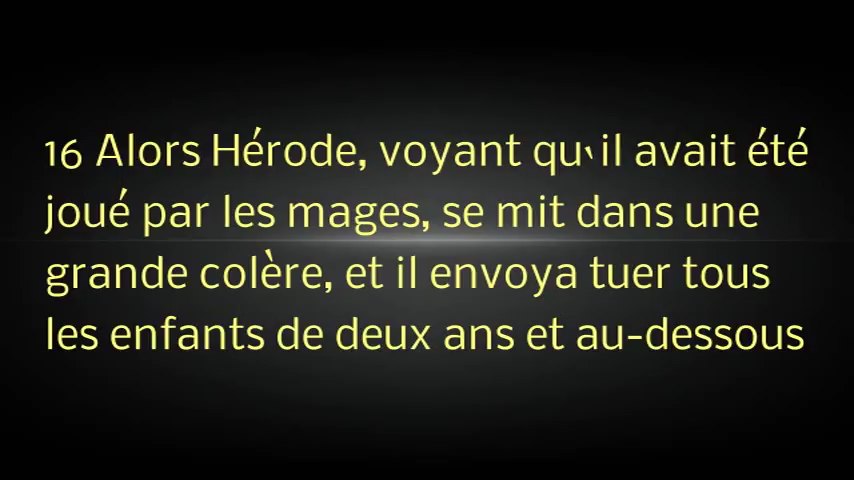 16 Alors Hérode, voyant qu'il avait été
joué par les mages, se mit dans une
grande colère, et il envoya tuer tous
les enfants de deux ans et au-dessous